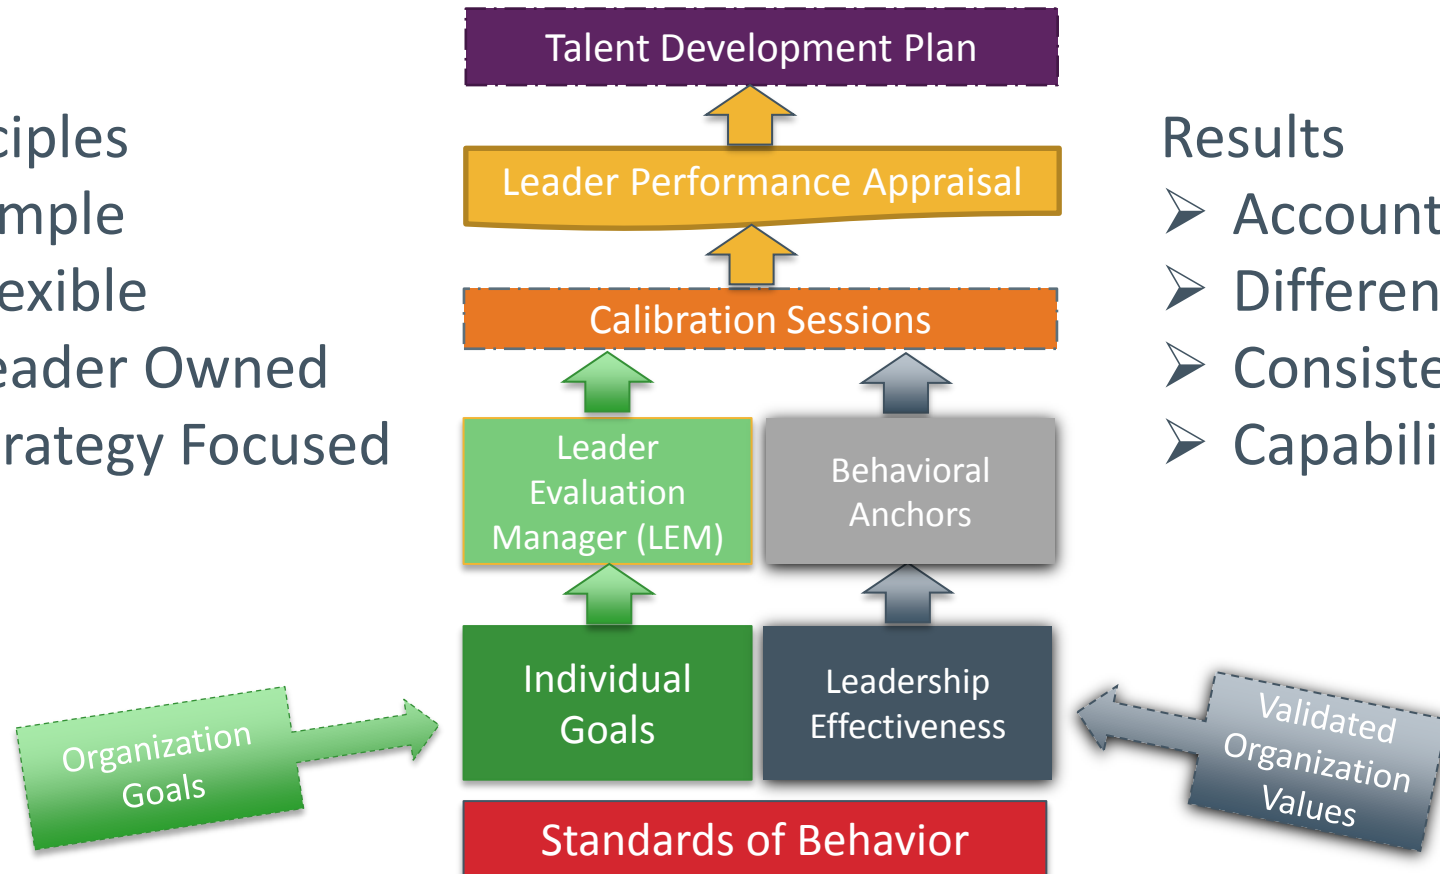 Talent Development Plan
ciples
mple
exible
eader Owned
rategy Focused
Leader Performance Appraisal
Calibration Sessions
Leader
Evaluation
Manager (LEM)
Behavioral
Anchors
Individual
Goals
Leadership
Effectiveness
Organization
Goals
Validated
Organization
Values
Standards of Behavior
Results
➢ Account
➢ Differen
➢ Consiste
➢ Capabili